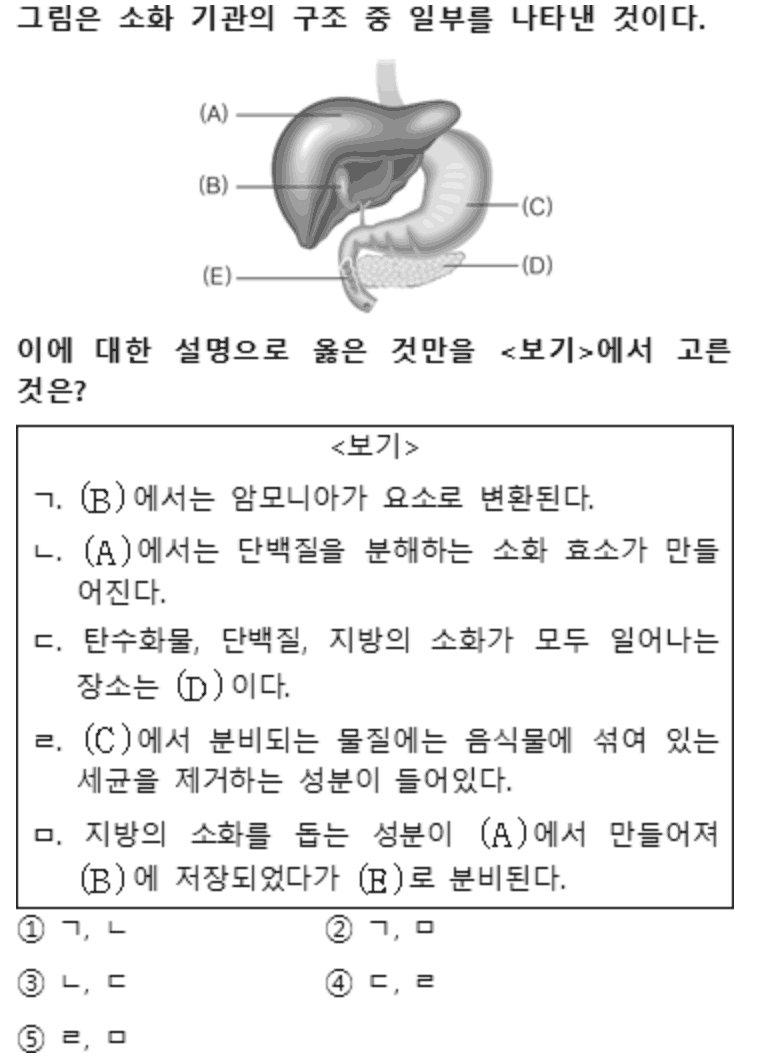 그림은 소화 기관의 구조 중 일부를 나타낸 것이다.
(A)
(B)
(C)
(D)
(E)
이에 대한 설명으로 옳은 것만을 <보기>에서 고른
것은?
<보기>
ㄱ. (B)에서는 암모니아가 요소로 변환된다.
ㄴ. (A)에서는 단백질을 분해하는 소화 효소가 만들
어진다.
ㄷ. 탄수화물, 단백질, 지방의 소화가 모두 일어나는
장소는 (D)이다.
ㄹ. (C)에서 분비되는 물질에는 음식물에 섞여 있는
세균을 제거하는 성분이 들어있다.
ㅁ. 지방의 소화를 돕는 성분이 (A)에서 만들어져
(B)에 저장되었다가 (E)로 분비된다.
① ㄱ, ㄴ ② ㄱ, ㅁ
③ ㄴ, ㄷ ④ ㄷ, ㄹ
⑤ ㄹ, ㅁ